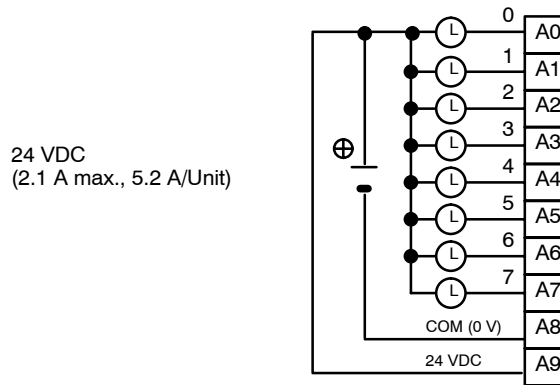 0
L
A0
1
L
A1
2
L
A2
3
L
A3
24 VDC
(2.1 A max., 5.2 A/Unit)
4
L
A4
5
L
A5
6
L
A6
7
L
A7
COM (0 V)
A8
24 VDC
A9